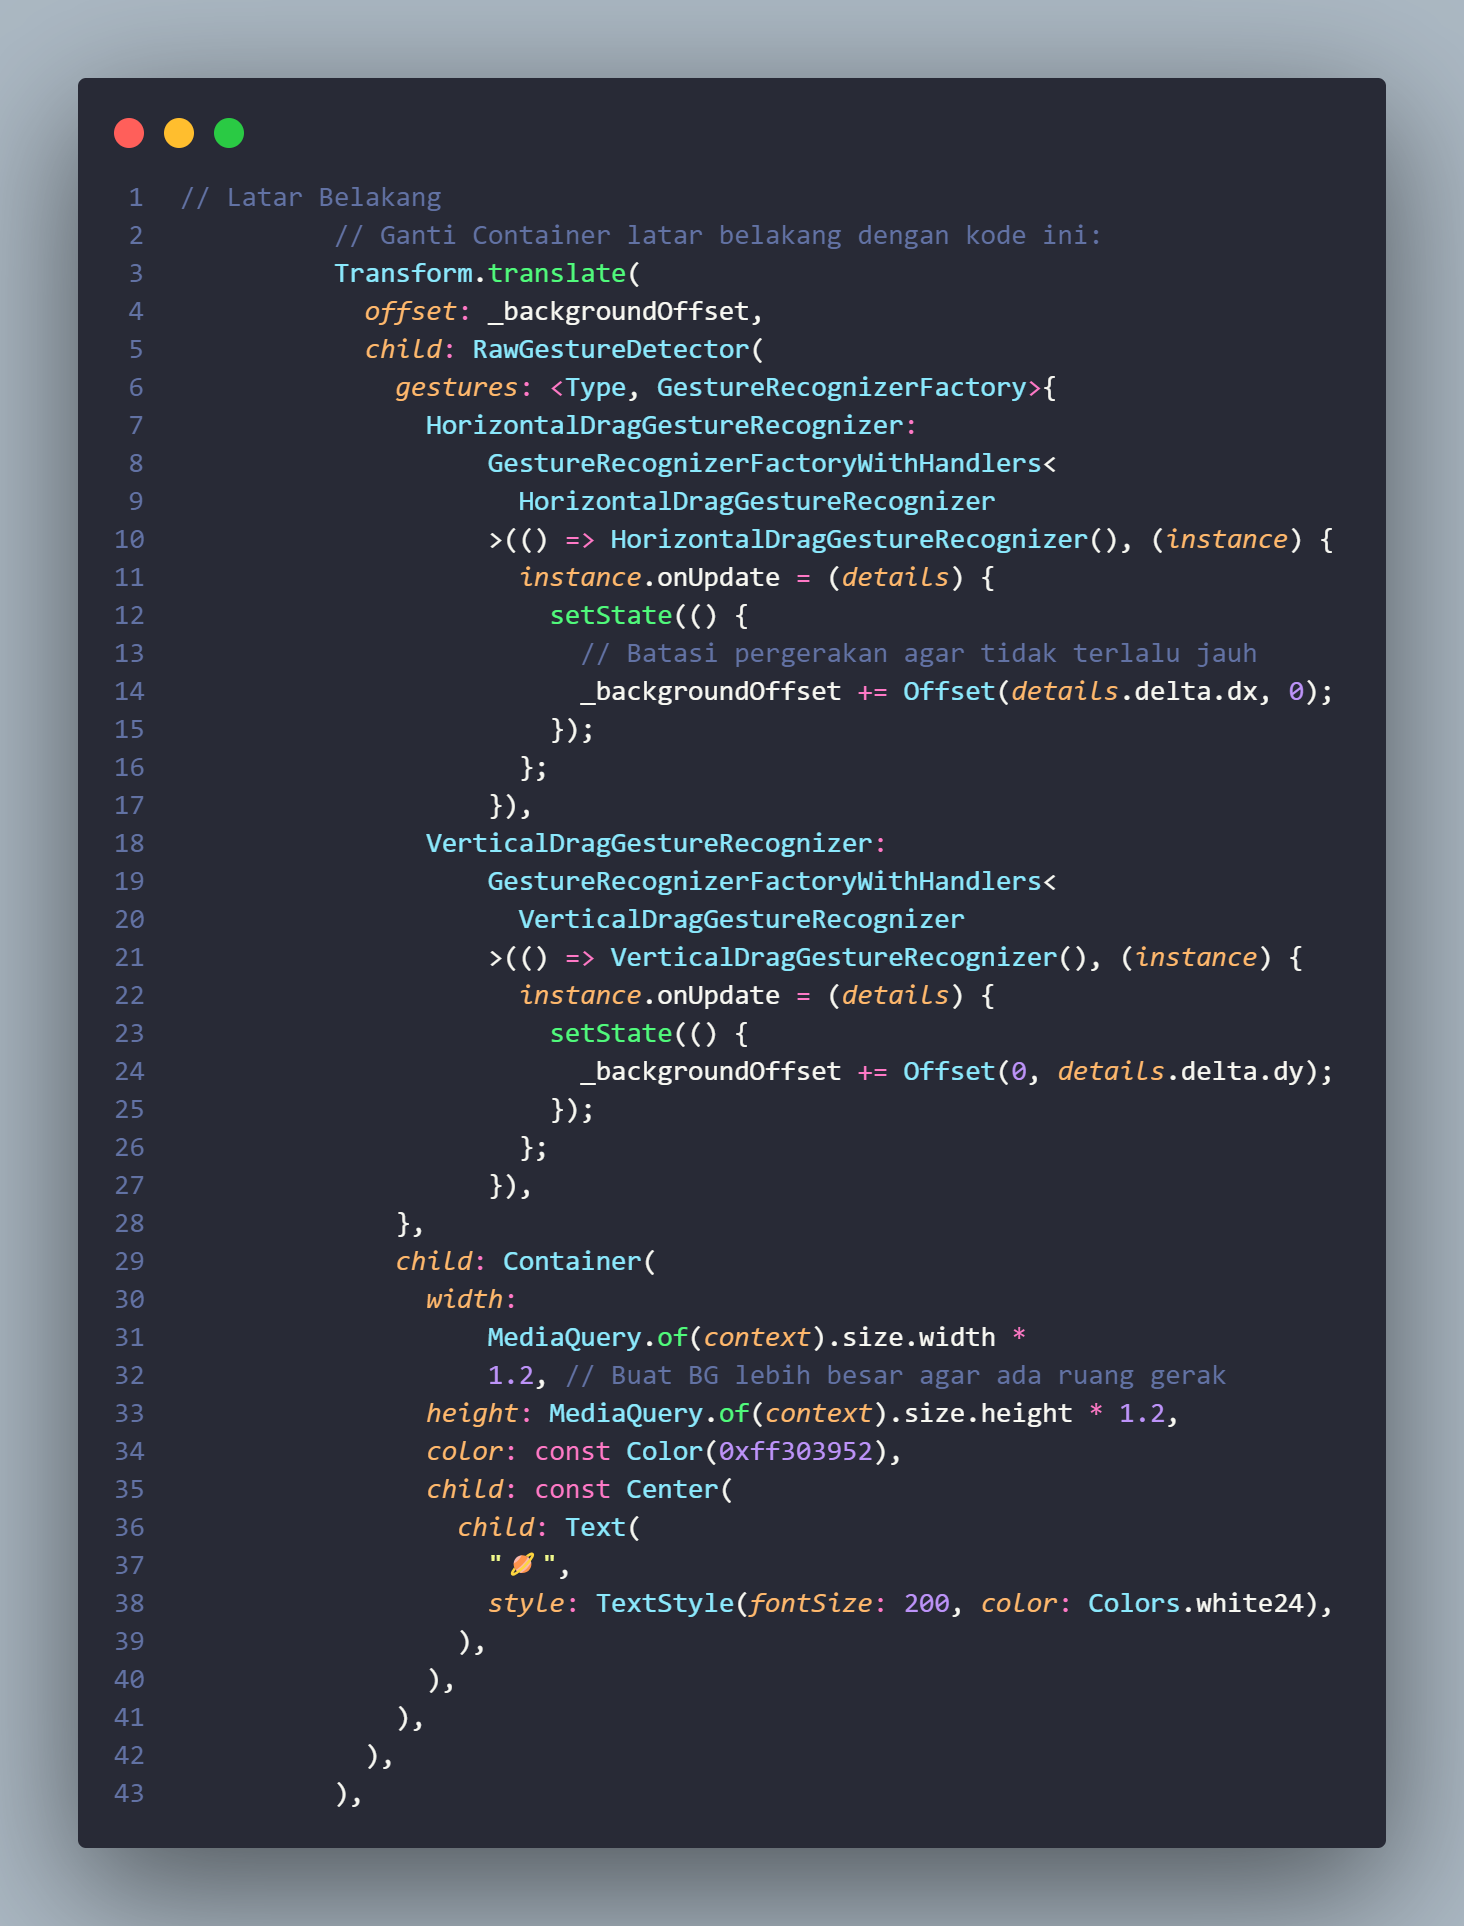 1 // Latar Belakang
2 // Ganti Container latar belakang dengan kode ini:
3 Transform.translate(
4 offset: _backgroundOffset,
5 child: RawGestureDetector(
6 gestures: <Type, GestureRecognizerFactory>{
7 HorizontalDragGestureRecognizer:
8 GestureRecognizerFactoryWithHandlers<
9 HorizontalDragGestureRecognizer
10 >(() => HorizontalDragGestureRecognizer(), (instance) {
11 instance.onUpdate = (details) {
12 setState(() {
13 // Batasi pergerakan agar tidak terlalu jauh
14 _backgroundOffset += Offset(details.delta.dx, 0);
15 });
16 };
17 }),
18 VerticalDragGestureRecognizer:
19 GestureRecognizerFactoryWithHandlers<
20 VerticalDragGestureRecognizer
21 >(() => VerticalDragGestureRecognizer(), (instance) {
22 instance.onUpdate = (details) {
23 setState(() {
24 _backgroundOffset += Offset(0, details.delta.dy);
25 });
26 };
27 }),
28 },
29 child: Container(
30 width:
31 MediaQuery.of(context).size.width *
32 1.2, // Buat BG lebih besar agar ada ruang gerak
33 height: MediaQuery.of(context).size.height * 1.2,
34 color: const Color(0xff303952),
35 child: const Center(
36 child: Text(
37 "🪐",
38 style: TextStyle(fontSize: 200, color: Colors.white24),
39 ),
40 ),
41 ),
42 ),
43 ),